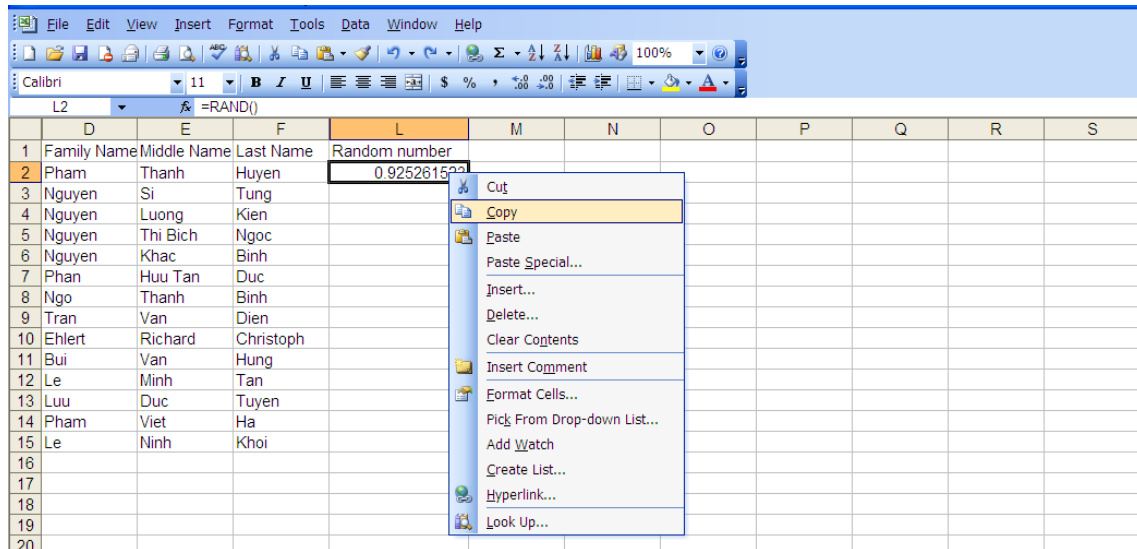 File Edit View Insert Format Tools Data Window Help
100%
Calibri 11 B I U $ % ,
L2 fx =RAND()
D E F L M N O P Q R S
1 Family Name Middle Name Last Name Random number
2 Pham Thanh Huyen 0.925261522
3 Nguyen Si Tung
Cut
4 Nguyen Luong Kien
Copy
5 Nguyen Thi Bich Ngoc
Paste
6 Nguyen Khac Binh
Paste Special...
7 Phan Huu Tan Duc
Insert...
8 Ngo Thanh Binh
Delete...
9 Tran Van Dien
Clear Contents
10 Ehlert Richard Christoph
Insert Comment
11 Bui Van Hung
Format Cells...
12 Le Minh Tan
Pick From Drop-down List...
13 Luu Duc Tuyen
Add Watch
14 Pham Viet Ha
Create List...
15 Le Ninh Khoi
Hyperlink...
16
Look Up...
17
18
19
20